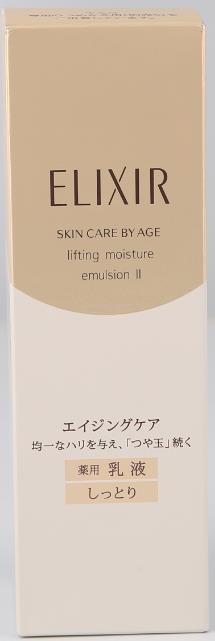 ELIXIR
SKIN CARE BY AGE
lifting moisture
emulsion II
エイジングケア
均一なハリを与え、「つや玉」続く
薬用 乳液
しっとり